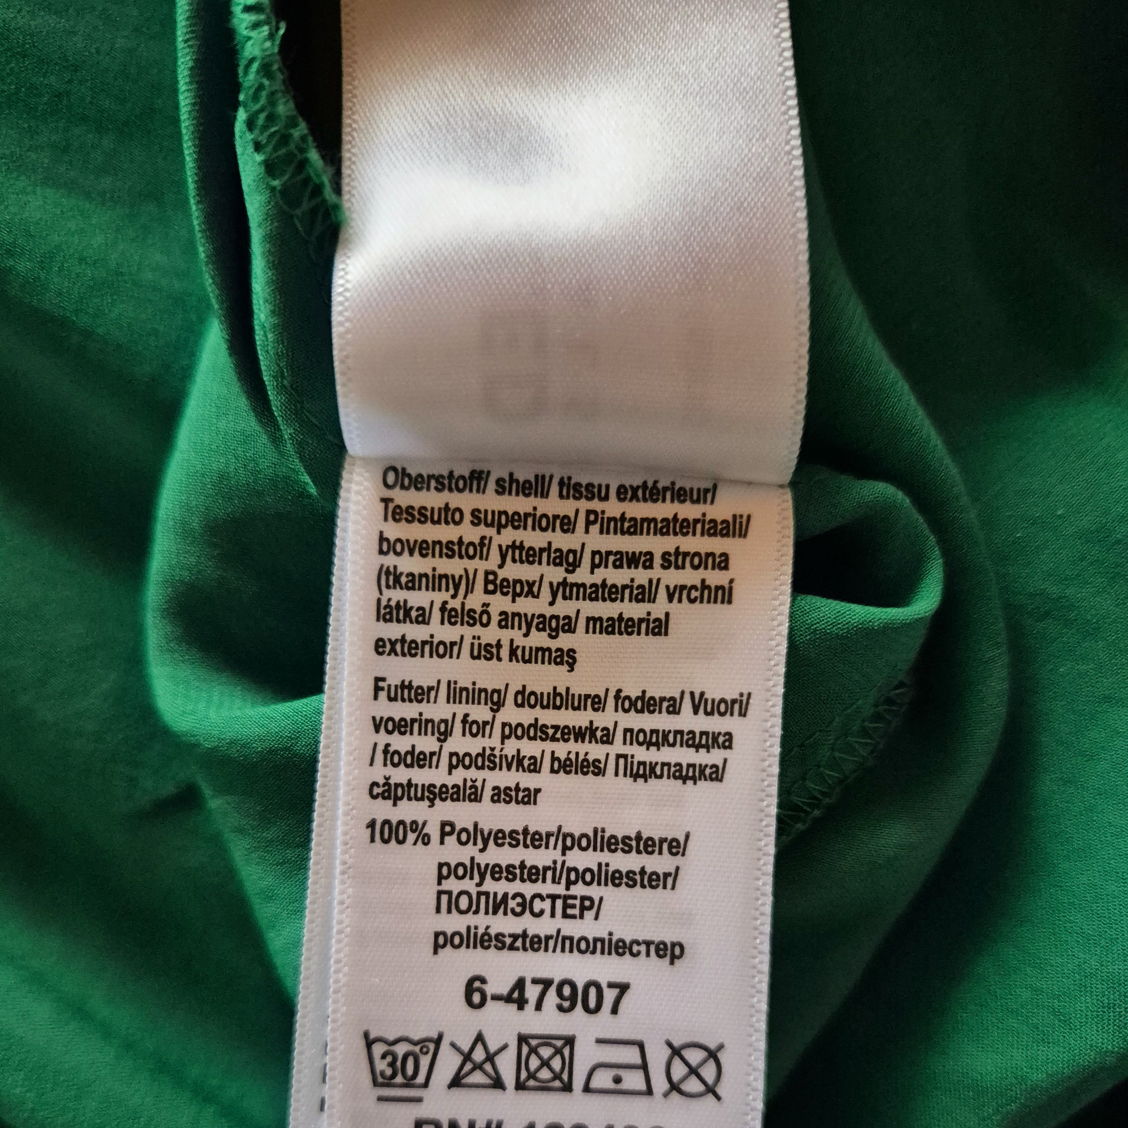 Oberstoff/ shell/ tissu extérieur/
Tessuto superiore/ Pintamateriaali/
bovenstof/ ytterlag/ prawa strona
(tkaniny)/ Верх/ ytmaterial/ vrchní
látka/ felső anyaga/ material
exterior/ üst kumaş
Futter/ lining/ doublure/ fodera/ Vuori/
voering/ for/ podszewka/ подкладка
/ foder/ podšívka/ bélés/ Підкладка/
căptuşeală/ astar
100% Polyester/poliestere/
polyesteri/poliester/
ПОЛИЭСТЕР/
poliészter/поліестер
6-47907
30°